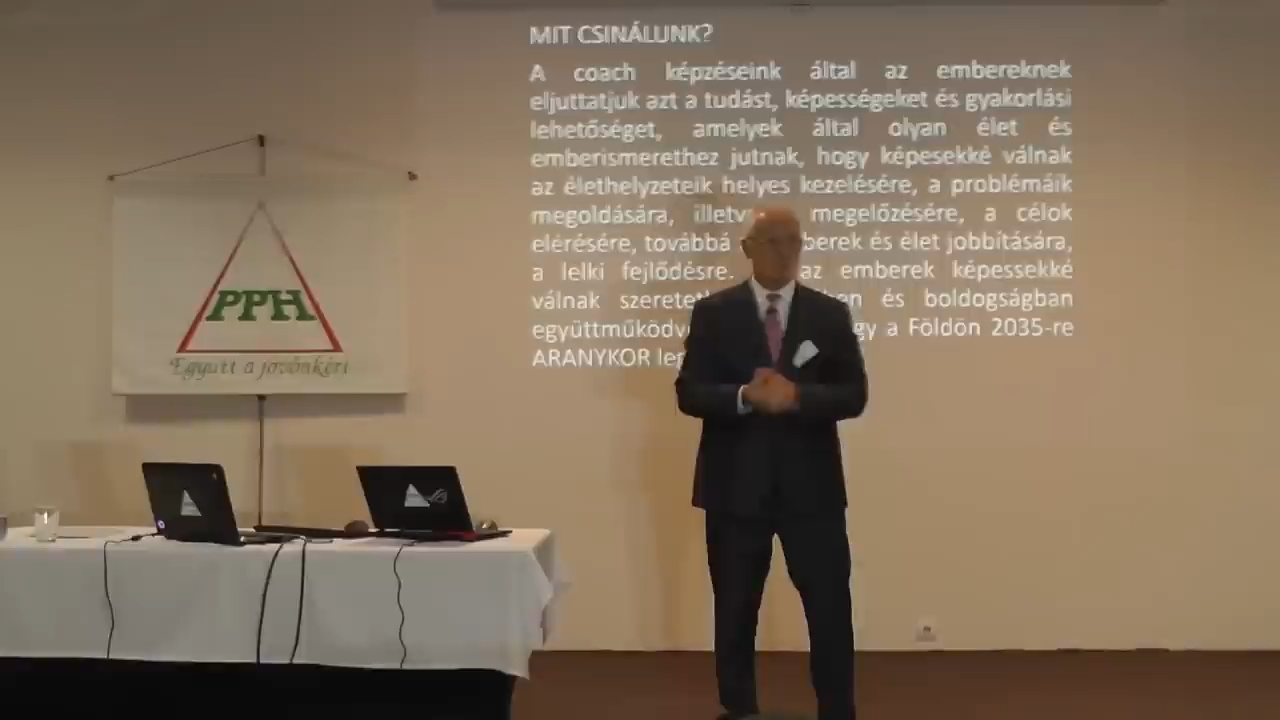 MIT CSINÁLUNK?
A coach képzéseink által az embereknek
eljuttatjuk azt a tudást, képességeket és gyakorlási
lehetőséget, amelyek által olyan élet és
emberismerethez jutnak, hogy képesekké válnak
az élethelyzeteik helyes kezelésére, a problémáik
megoldására, megelőzésére, a célok
elérésére, továbbá és élet jobbítására,
a lelki fejlődésre. az emberek képessekké
válnak és boldogságban
a Földön 2035-re
ARANYKOR
PPH
Együtt a jövőnkért